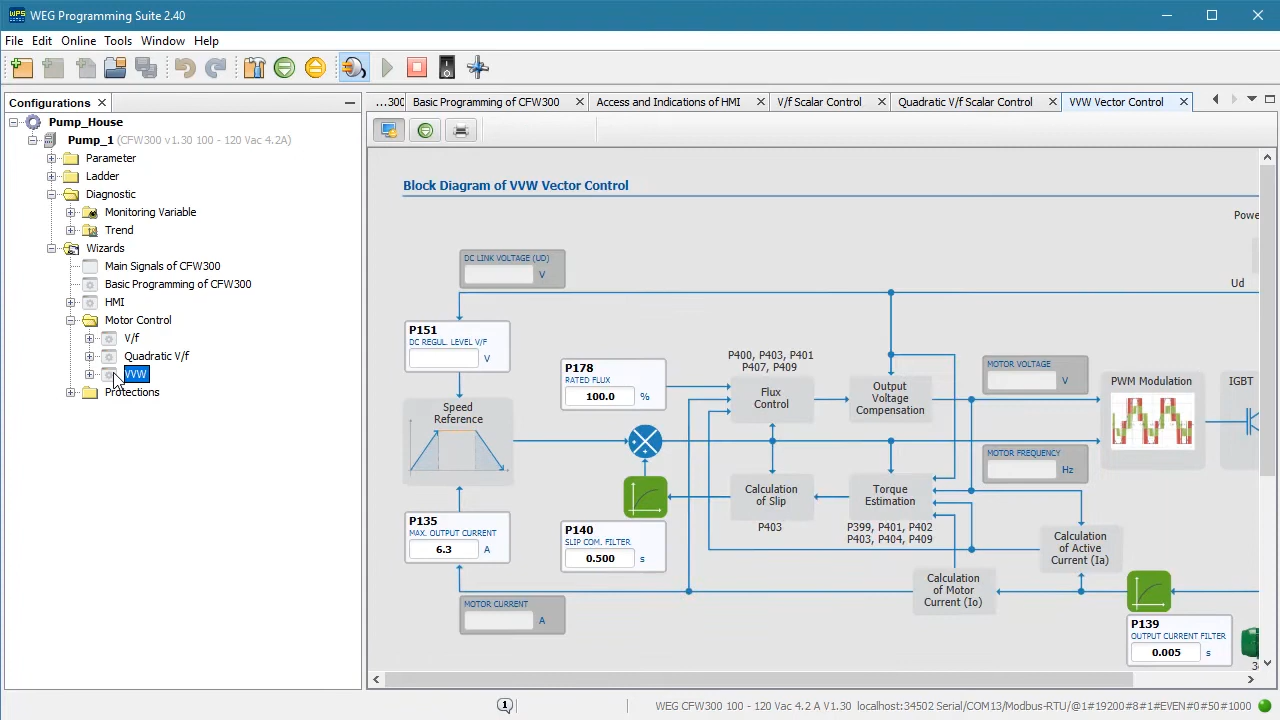 WPS
WEG Programming Suite 2.40
File Edit Online Tools Window Help
Configurations
Pump_House
Pump_1 (CFW300 v1.30 100 - 120 Vac 4.2A)
Parameter
Ladder
Diagnostic
Monitoring Variable
Trend
Wizards
Main Signals of CFW300
Basic Programming of CFW300
HMI
Motor Control
V/f
Quadratic V/f
VVW
Protections
...300 Basic Programming of CFW300 Access and Indications of HMI V/f Scalar Control Quadratic V/f Scalar Control VVW Vector Control
Block Diagram of VVW Vector Control
Powe
DC LINK VOLTAGE (UD)
V
Ud
P151
DC REGUL. LEVEL V/F
V
P178
RATED FLUX
100.0 %
P400, P403, P401
P407, P409
Flux
Control
Output
Voltage
Compensation
MOTOR VOLTAGE
V
PWM Modulation
IGBT
Speed
Reference
MOTOR FREQUENCY
Hz
Calculation
of Slip
P403
Torque
Estimation
P399, P401, P402
P403, P404, P409
P135
MAX. OUTPUT CURRENT
6.3 A
P140
SLIP COM. FILTER
0.500 s
Calculation
of Active
Current (Ia)
Calculation
of Motor
Current (Io)
MOTOR CURRENT
A
P139
OUTPUT CURRENT FILTER
0.005 s
3
1
WEG CFW300 100 - 120 Vac 4.2 A V1.30 localhost:34502 Serial/COM13/Modbus-RTU/@1#19200#8#1#EVEN#0#50#1000